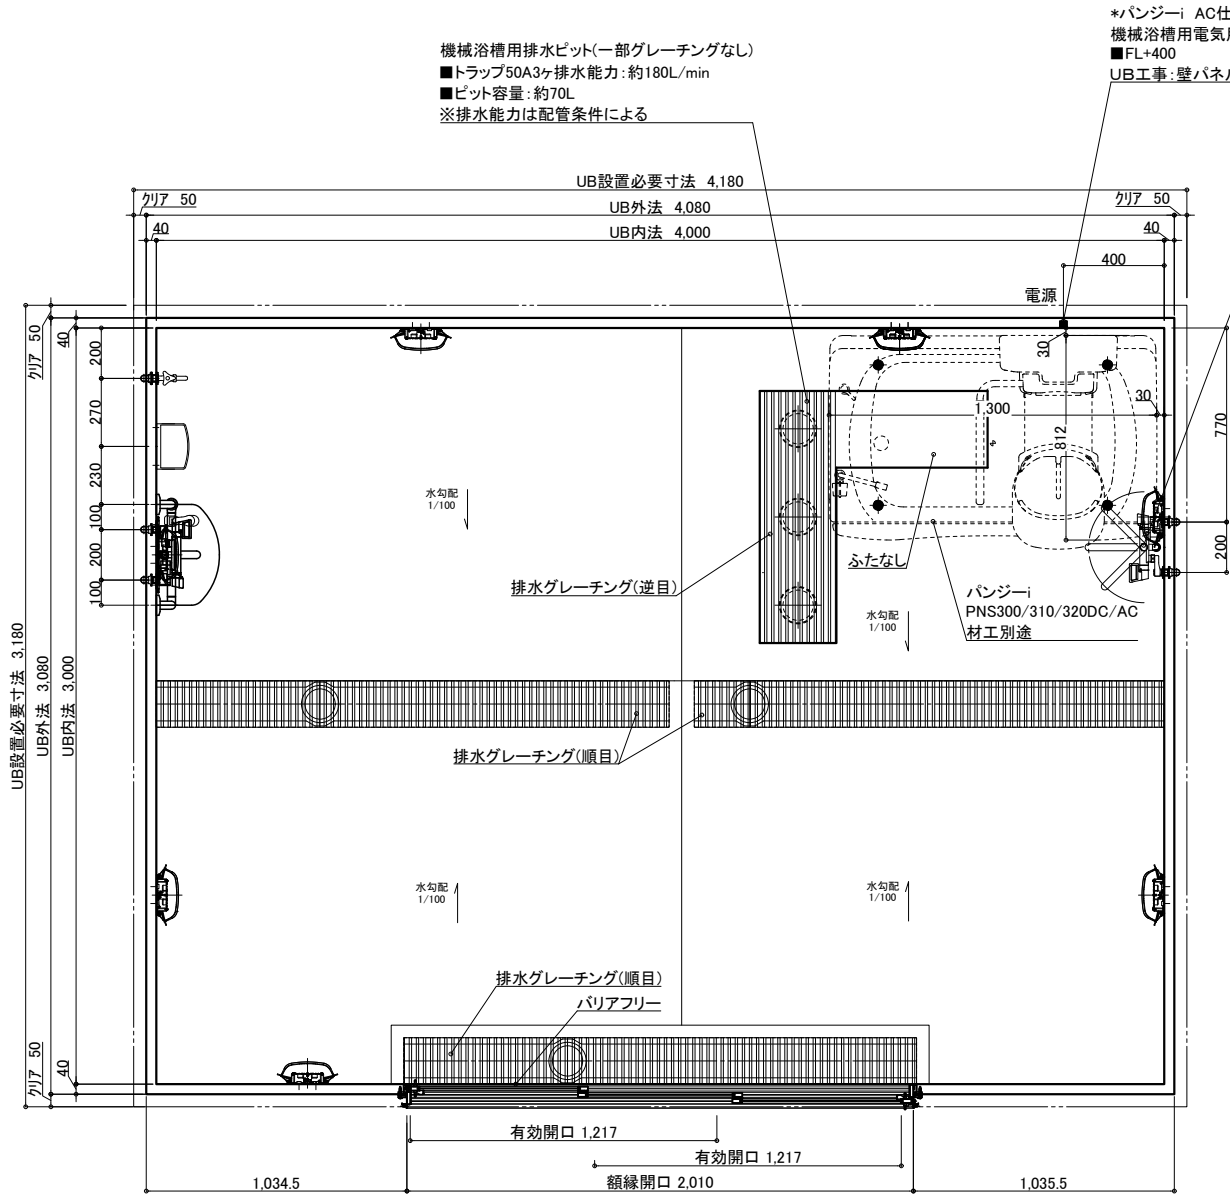 *パンジーi AC仕
機械浴槽用電気
■FL+400
UB工事:壁パネ
機械浴槽用排水ピット(一部グレーチングなし)
■トラップ50A3ヶ排水能力:約180L/min
■ピット容量:約70L
※排水能力は配管条件による
UB設置必要寸法 4,180
クリア 50
クリア 50
UB外法 4,080
40
40
UB内法 4,000
400
電源
クリア 50
40
200
270
230
100
200
100
30
30
1,300
812
770
200
水勾配
1/100
ふたなし
排水グレーチング(逆目)
パンジーi
PNS300/310/320DC/AC
材工別途
水勾配
1/100
UB設置必要寸法 3,180
UB外法 3,080
UB内法 3,000
排水グレーチング(順目)
水勾配
1/100
水勾配
1/100
排水グレーチング(順目)
バリアフリー
クリア 50
40
有効開口 1,217
有効開口 1,217
1,034.5
額縁開口 2,010
1,035.5